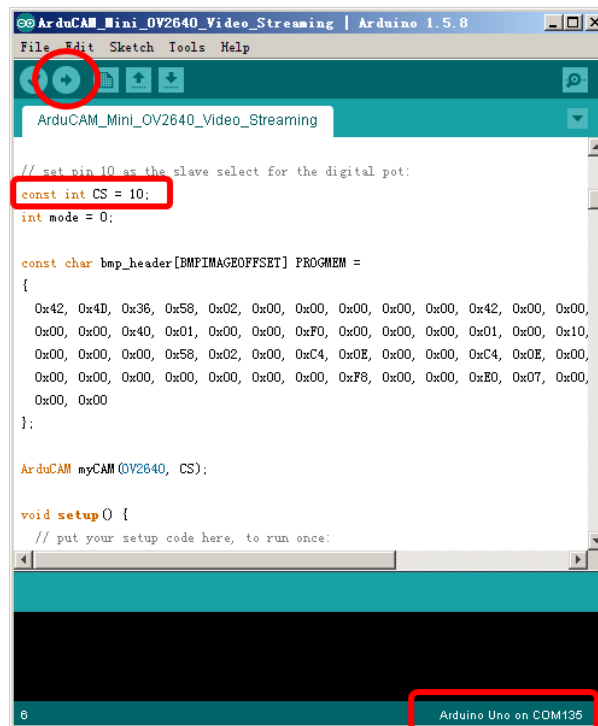 ArduCAM_Mini_OV2640_Video_Streaming | Arduino 1.5.8
File Edit Sketch Tools Help
ArduCAM_Mini_OV2640_Video_Streaming
// set pin 10 as the slave select for the digital pot:
const int CS = 10;
int mode = 0;
const char bmp_header[BMPIMAGEOFFSET] PROGMEM =
{
0x42, 0x4D, 0x36, 0x58, 0x02, 0x00, 0x00, 0x00, 0x00, 0x00, 0x42, 0x00, 0x00,
0x00, 0x00, 0x40, 0x01, 0x00, 0x00, 0xF0, 0x00, 0x00, 0x00, 0x01, 0x00, 0x10,
0x00, 0x00, 0x00, 0x58, 0x02, 0x00, 0xC4, 0x0E, 0x00, 0x00, 0xC4, 0x0E, 0x00,
0x00, 0x00, 0x00, 0x00, 0x00, 0x00, 0x00, 0xF8, 0x00, 0x00, 0xE0, 0x07, 0x00,
0x00, 0x00
};
ArduCAM myCAM(OV2640, CS);
void setup() {
// put your setup code here, to run once:
6 Arduino Uno on COM135